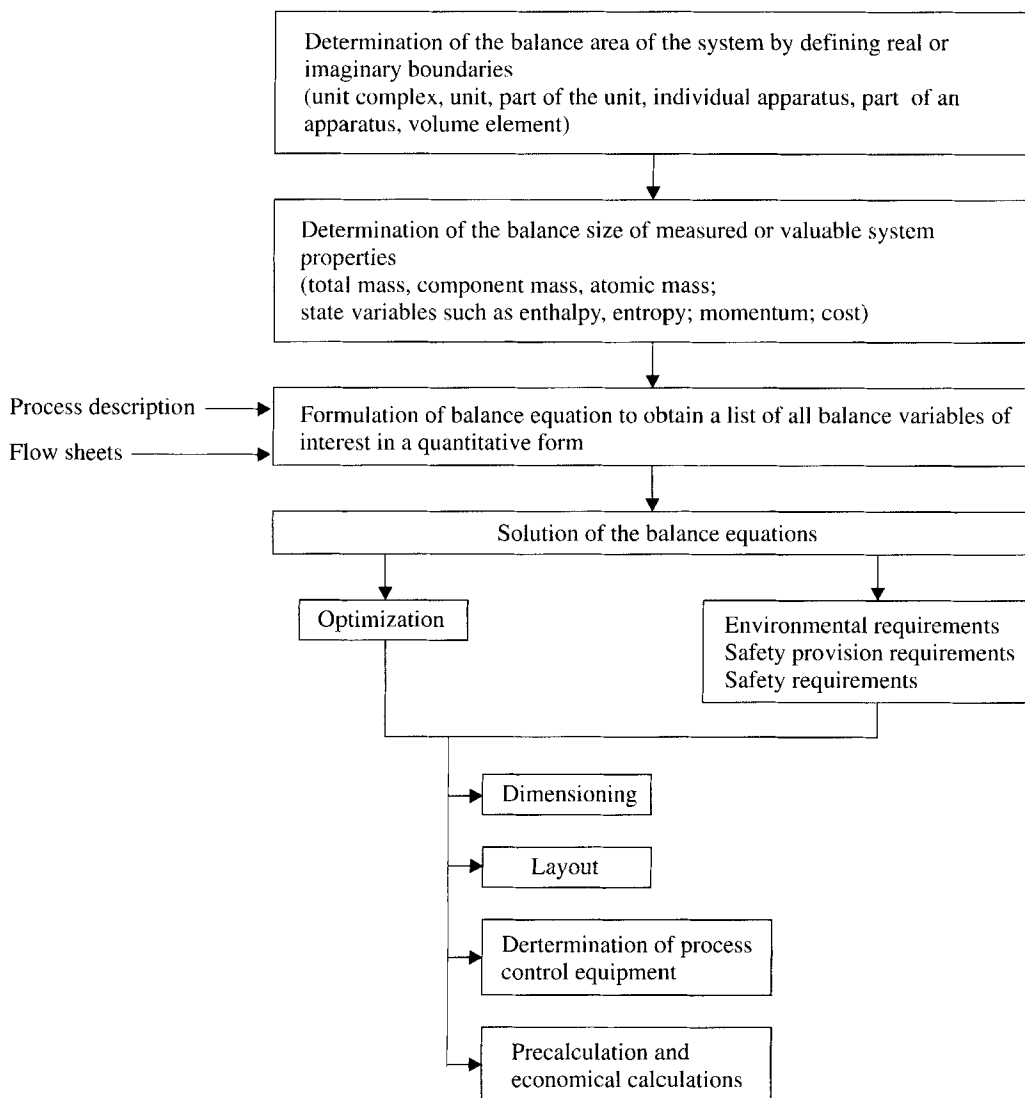 Determination of the balance area of the system by defining real or
imaginary boundaries
(unit complex, unit, part of the unit, individual apparatus, part of an
apparatus, volume element)
Determination of the balance size of measured or valuable system
properties
(total mass, component mass, atomic mass;
state variables such as enthalpy, entropy; momentum; cost)
Process description
Flow sheets
Formulation of balance equation to obtain a list of all balance variables of
interest in a quantitative form
Solution of the balance equations
Optimization
Environmental requirements
Safety provision requirements
Safety requirements
Dimensioning
Layout
Dertermination of process
control equipment
Precalculation and
economical calculations